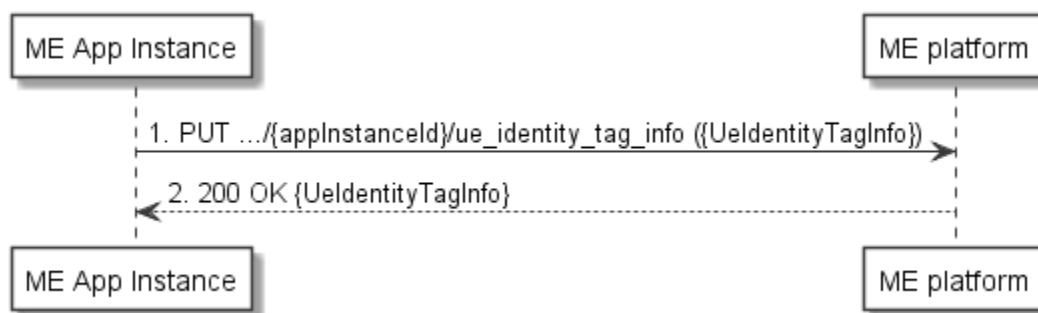 ME App Instance
ME platform
1. PUT .../{appInstanceId}/ue_identity_tag_info ({UeIdentityTagInfo})
2. 200 OK {UeIdentityTagInfo}
ME App Instance
ME platform